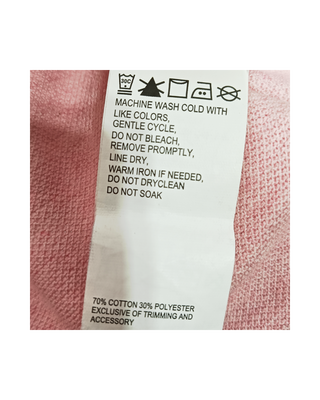 30C
MACHINE WASH COLD WITH
LIKE COLORS,
GENTLE CYCLE,
DO NOT BLEACH,
REMOVE PROMPTLY,
LINE DRY,
WARM IRON IF NEEDED,
DO NOT DRYCLEAN
DO NOT SOAK
70% COTTON 30% POLYESTER
EXCLUSIVE OF TRIMMING AND
ACCESSORY